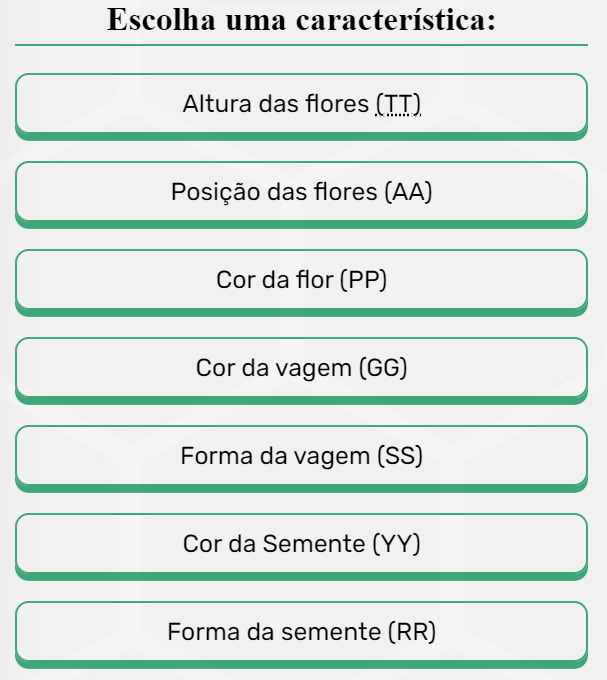 Escolha uma característica:
Altura das flores (TT)
Posição das flores (AA)
Cor da flor (PP)
Cor da vagem (GG)
Forma da vagem (SS)
Cor da Semente (YY)
Forma da semente (RR)